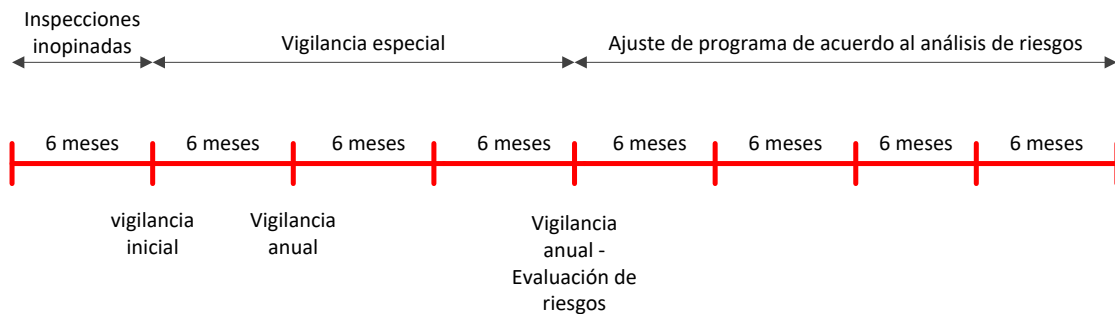 Inspecciones
inopinadas
Vigilancia especial
Ajuste de programa de acuerdo al análisis de riesgos
6 meses
6 meses
6 meses
6 meses
6 meses
6 meses
6 meses
6 meses
vigilancia
inicial
Vigilancia
anual
Vigilancia
anual -
Evaluación de
riesgos